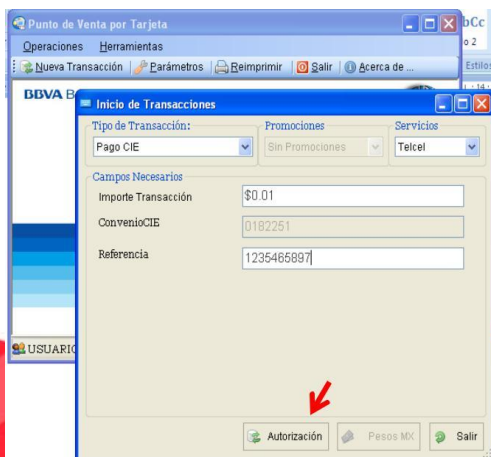 Punto de Venta por Tarjeta
bCc
Operaciones Herramientas
o 2
Nueva Transacción Parámetros Reimprimir Salir Acerca de ...
Estilos
BBVA B
Inicio de Transacciones
Tipo de Transacción: Promociones Servicios
Pago CIE Sin Promociones Telcel
Campos Necesarios
Importe Transacción $0.01
ConvenioCIE 0182251
Referencia 1235465897
USUARIO
Autorización Pesos MX Salir